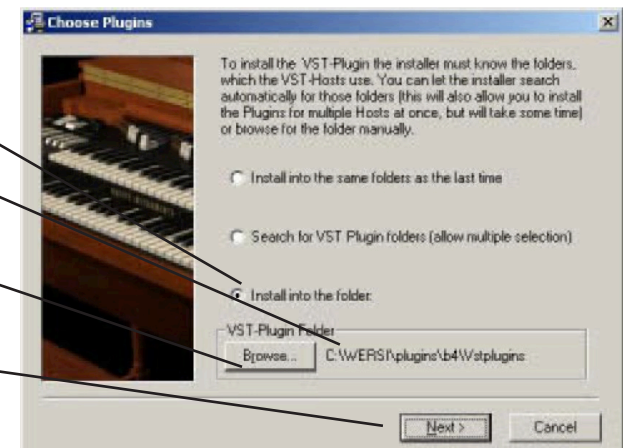 Choose Plugins
To install the VST-Plugin the installer must know the folders,
which the VST-Hosts use. You can let the installer search
automatically for those folders (this will also allow you to install
the Plugins for multiple Hosts at once, but will take some time)
or browse for the folder manually.
Install into the same folders as the last time
Search for VST Plugin folders (allow multiple selection)
Install into the folder:
VST-Plugin Folder
Browse... C:\WERSI\plugins\b4\Vstplugins
Next > Cancel